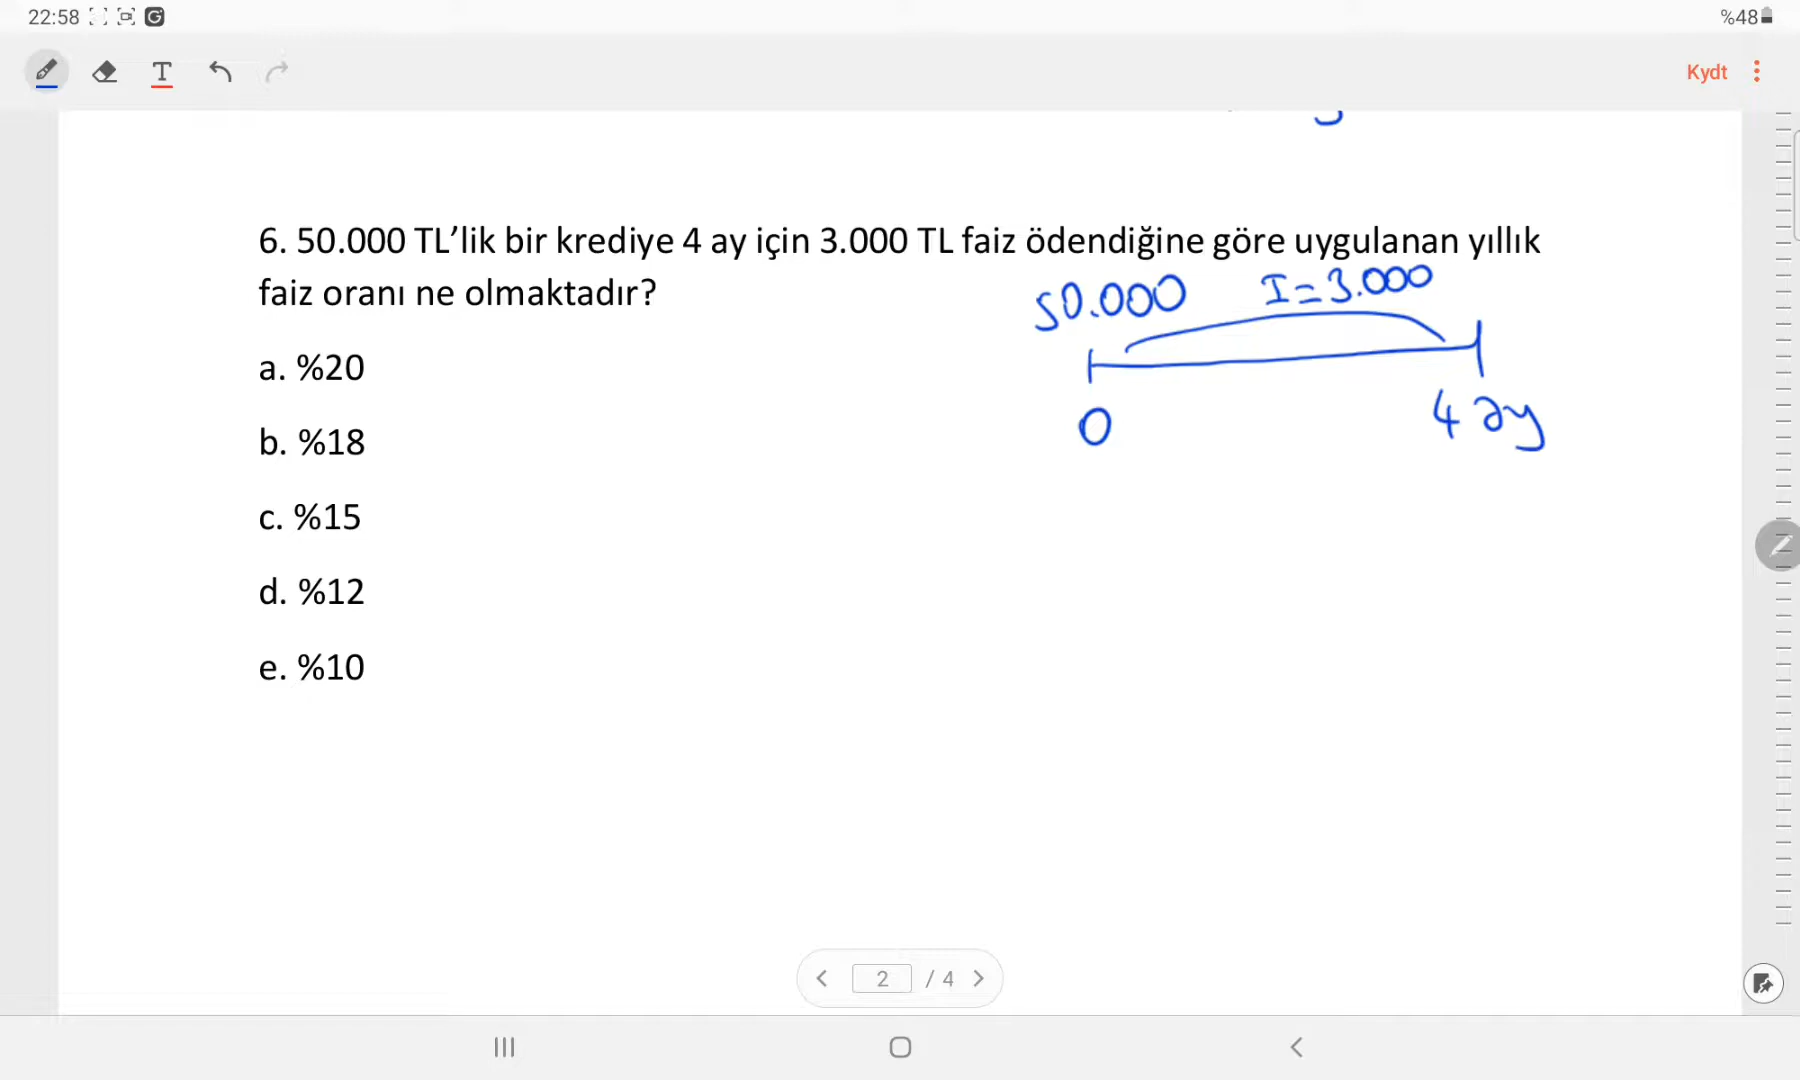 22:58
%48
T
Kydt
6. 50.000 TL’lik bir krediye 4 ay için 3.000 TL faiz ödendiğine göre uygulanan yıllık
faiz oranı ne olmaktadır?
50.000 I=3.000
0 4 ay
a. %20
b. %18
c. %15
d. %12
e. %10
2 / 4